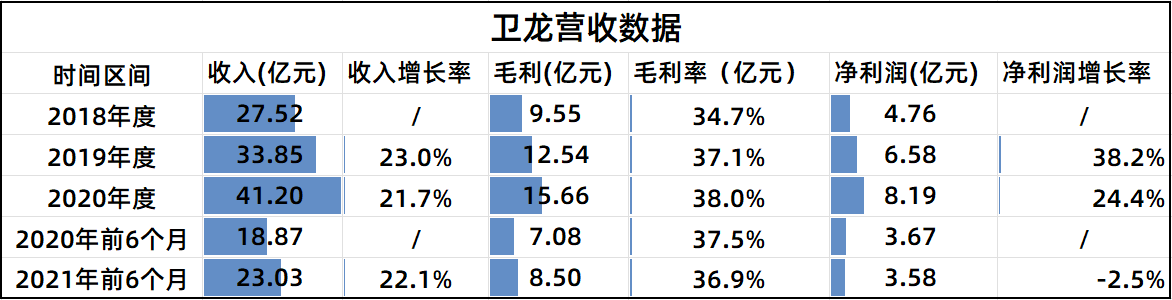 卫龙营收数据
时间区间 收入(亿元) 收入增长率 毛利(亿元) 毛利率（亿元） 净利润(亿元) 净利润增长率
2018年度 27.52 / 9.55 34.7% 4.76 /
2019年度 33.85 23.0% 12.54 37.1% 6.58 38.2%
2020年度 41.20 21.7% 15.66 38.0% 8.19 24.4%
2020年前6个月 18.87 / 7.08 37.5% 3.67 /
2021年前6个月 23.03 22.1% 8.50 36.9% 3.58 -2.5%